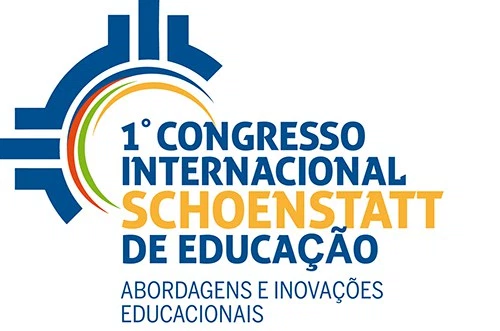 1° CONGRESSO
INTERNACIONAL
SCHOENSTATT
DE EDUCAÇÃO
ABORDAGENS E INOVAÇÕES
EDUCACIONAIS